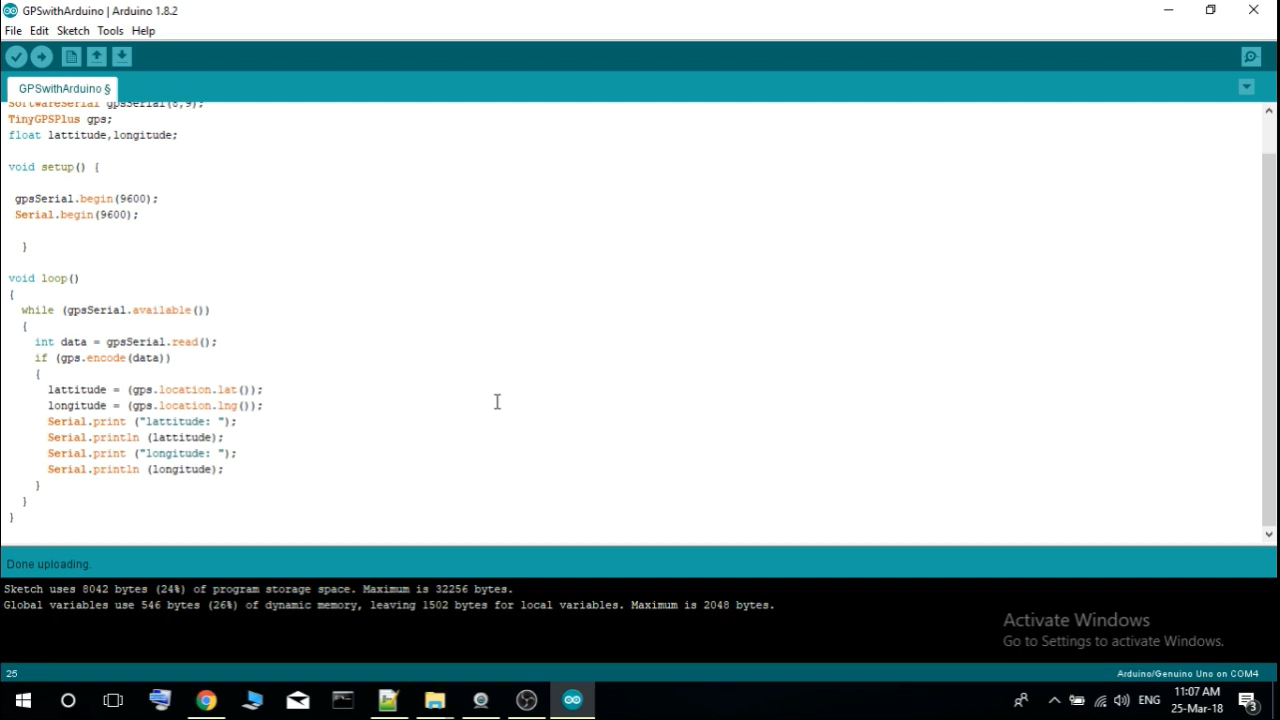 GPSwithArduino | Arduino 1.8.2
File Edit Sketch Tools Help
GPSwithArduino §
SoftwareSerial gpsSerial(8,9);
TinyGPSPlus gps;
float lattitude,longitude;
void setup() {
gpsSerial.begin(9600);
Serial.begin(9600);
}
void loop()
{
while (gpsSerial.available())
{
int data = gpsSerial.read();
if (gps.encode(data))
{
lattitude = (gps.location.lat());
longitude = (gps.location.lng());
Serial.print ("lattitude: ");
Serial.println (lattitude);
Serial.print ("longitude: ");
Serial.println (longitude);
}
}
}
Done uploading.
Sketch uses 8042 bytes (24%) of program storage space. Maximum is 32256 bytes.
Global variables use 546 bytes (26%) of dynamic memory, leaving 1502 bytes for local variables. Maximum is 2048 bytes.
Activate Windows
Go to Settings to activate Windows.
25 Arduino/Genuino Uno on COM4
ENG 11:07 AM
25-Mar-18 3